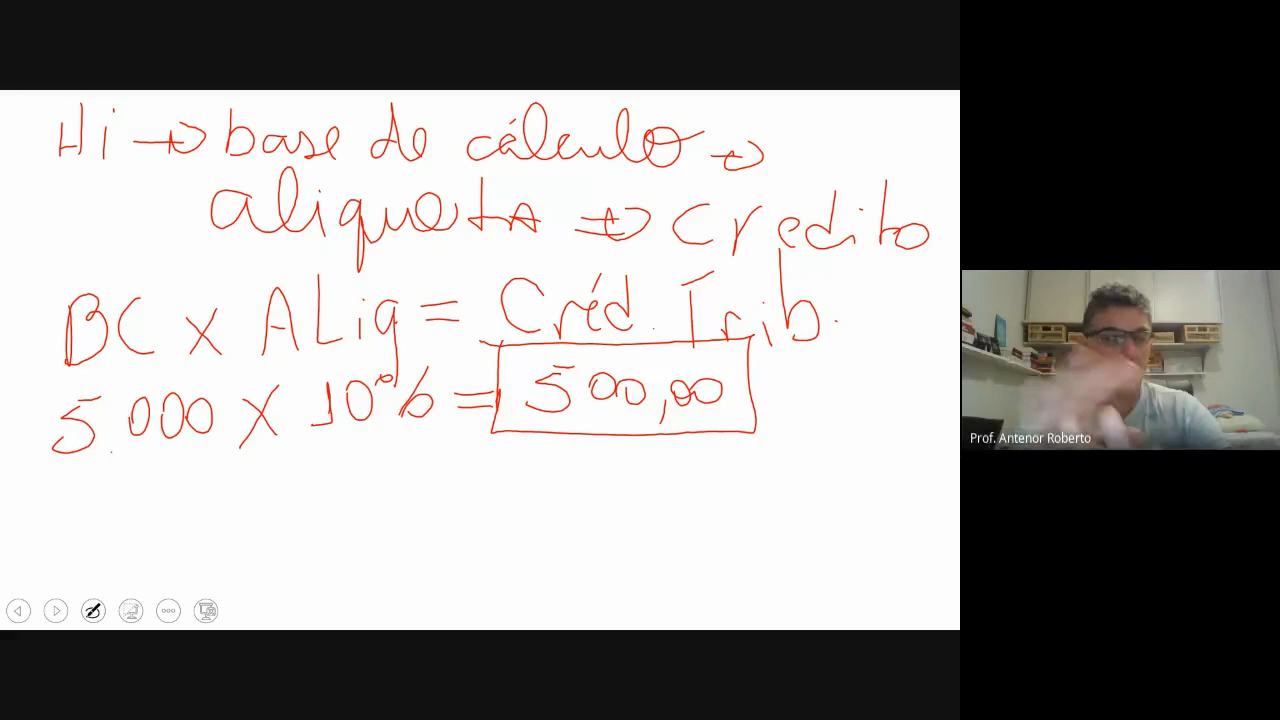 Hi → base de cálculo →
aliquota → Credito
BC x ALiq = Créd. Trib.
5.000 X 10% = 500,00
Prof. Antenor Roberto